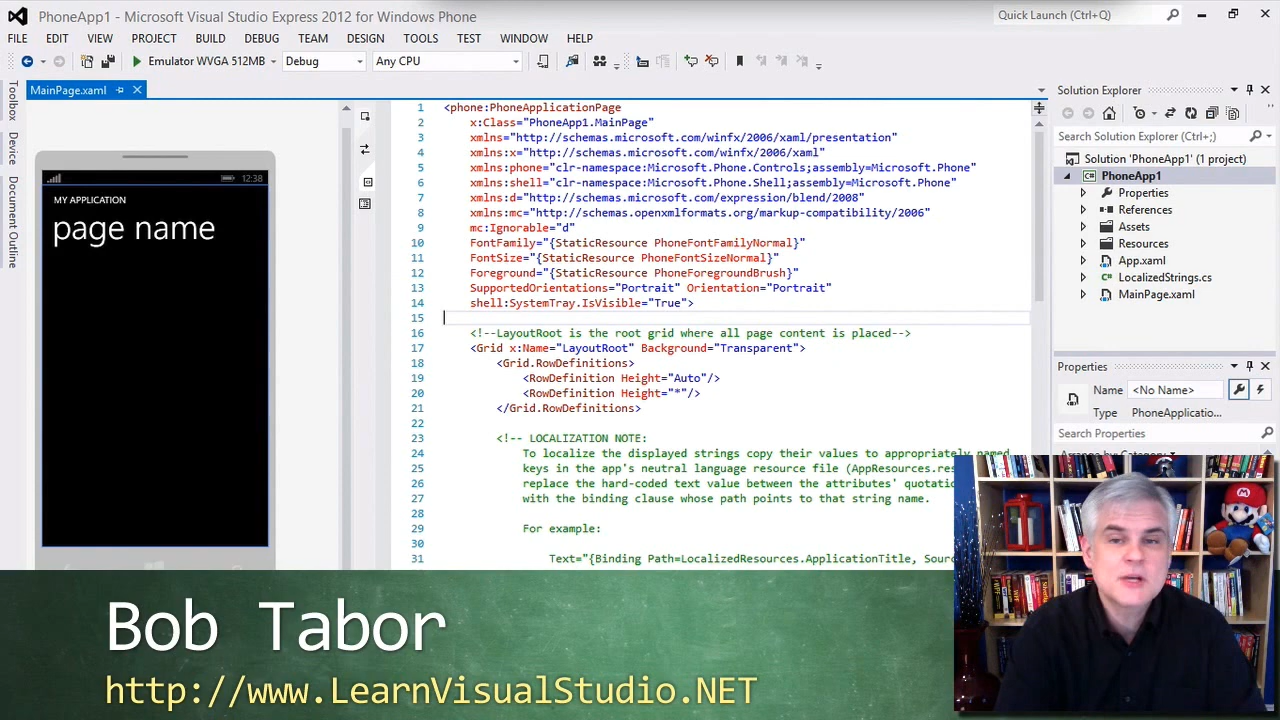 PhoneApp1 - Microsoft Visual Studio Express 2012 for Windows Phone
Quick Launch (Ctrl+Q)
FILE EDIT VIEW PROJECT BUILD DEBUG TEAM DESIGN TOOLS TEST WINDOW HELP
Emulator WVGA 512MB Debug Any CPU
Toolbox
Device
Document Outline
MainPage.xaml
12:38
MY APPLICATION
page name
1 <phone:PhoneApplicationPage
2 x:Class="PhoneApp1.MainPage"
3 xmlns="http://schemas.microsoft.com/winfx/2006/xaml/presentation"
4 xmlns:x="http://schemas.microsoft.com/winfx/2006/xaml"
5 xmlns:phone="clr-namespace:Microsoft.Phone.Controls;assembly=Microsoft.Phone"
6 xmlns:shell="clr-namespace:Microsoft.Phone.Shell;assembly=Microsoft.Phone"
7 xmlns:d="http://schemas.microsoft.com/expression/blend/2008"
8 xmlns:mc="http://schemas.openxmlformats.org/markup-compatibility/2006"
9 mc:Ignorable="d"
10 FontFamily="{StaticResource PhoneFontFamilyNormal}"
11 FontSize="{StaticResource PhoneFontSizeNormal}"
12 Foreground="{StaticResource PhoneForegroundBrush}"
13 SupportedOrientations="Portrait" Orientation="Portrait"
14 shell:SystemTray.IsVisible="True">
15
16 <!--LayoutRoot is the root grid where all page content is placed-->
17 <Grid x:Name="LayoutRoot" Background="Transparent">
18 <Grid.RowDefinitions>
19 <RowDefinition Height="Auto"/>
20 <RowDefinition Height="*"/>
21 </Grid.RowDefinitions>
22
23 <!-- LOCALIZATION NOTE:
24 To localize the displayed strings copy their values to appropriately named
25 keys in the app's neutral language resource file (AppResources.res
26 replace the hard-coded text value between the attributes' quotati
27 with the binding clause whose path points to that string name.
28
29 For example:
30
31 Text="{Binding Path=LocalizedResources.ApplicationTitle, Sour
Solution Explorer
Search Solution Explorer (Ctrl+;)
Solution 'PhoneApp1' (1 project)
PhoneApp1
Properties
References
Assets
Resources
App.xaml
LocalizedStrings.cs
MainPage.xaml
Properties
Name <No Name>
Type PhoneApplicatio...
Search Properties
Bob Tabor
http://www.LearnVisualStudio.NET